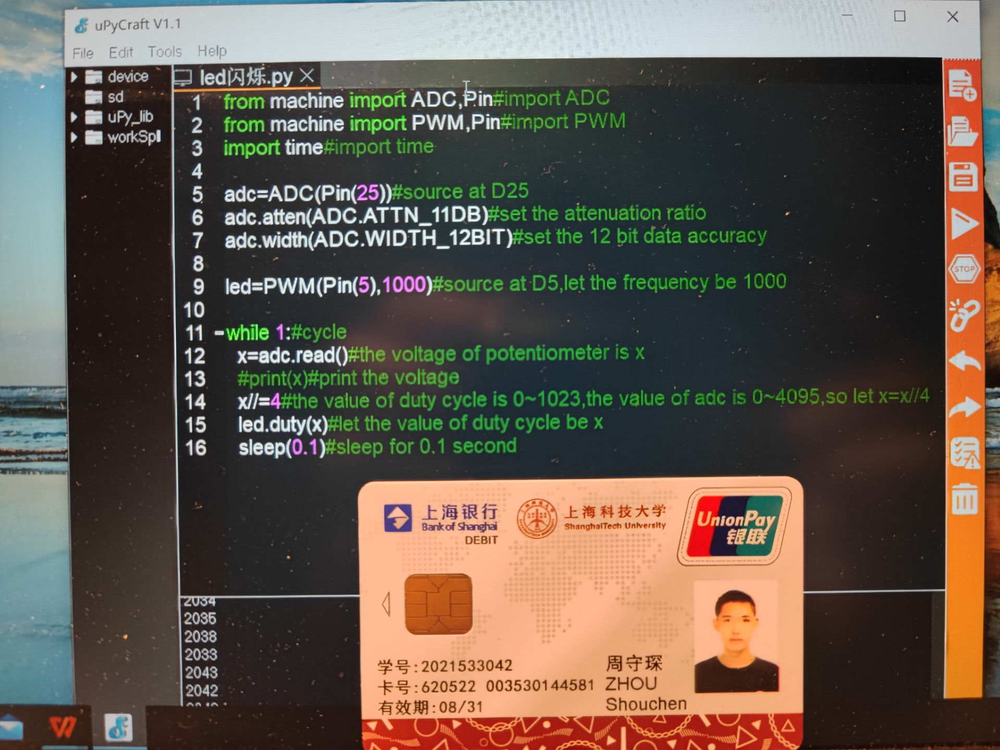 uPyCraft V1.1
File Edit Tools Help
device
sd
uPy_lib
workSp
led闪烁.py
1 from machine import ADC,Pin#import ADC
2 from machine import PWM,Pin#import PWM
3 import time#import time
4
5 adc=ADC(Pin(25))#source at D25
6 adc.atten(ADC.ATTN_11DB)#set the attenuation ratio
7 adc.width(ADC.WIDTH_12BIT)#set the 12 bit data accuracy
8
9 led=PWM(Pin(5),1000)#source at D5,let the frequency be 1000
10
11 while 1:#cycle
12 x=adc.read()#the voltage of potentiometer is x
13 #print(x)#print the voltage
14 x//=4#the value of duty cycle is 0~1023,the value of adc is 0~4095,so let x=x//4
15 led.duty(x)#let the value of duty cycle be x
16 sleep(0.1)#sleep for 0.1 second
STOP
2034
2035
2038
2033
2043
2042
上海银行
Bank of Shanghai
DEBIT
上海科技大学
ShanghaiTech University
UnionPay
银联
学号:2021533042
卡号:620522 003530144581
有效期:08/31
周守琛
ZHOU
Shouchen